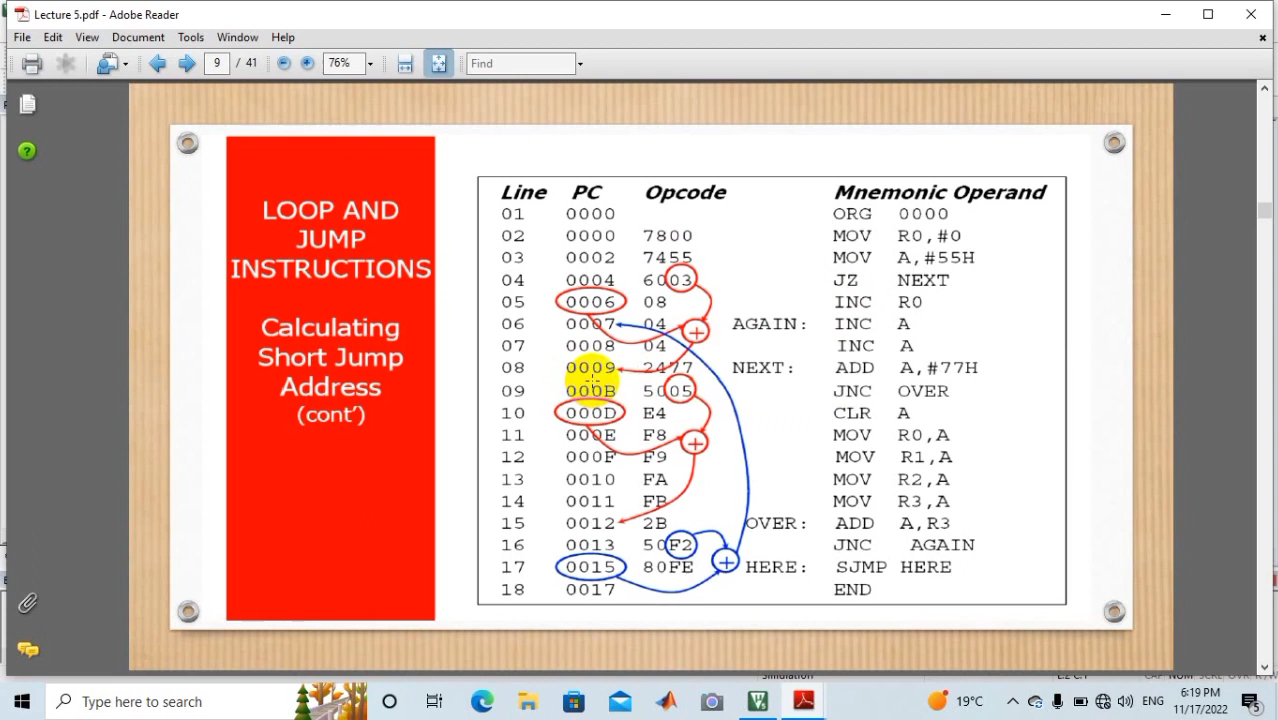 Lecture 5.pdf - Adobe Reader
File Edit View Document Tools Window Help
9 / 41 76% Find
LOOP AND
JUMP
INSTRUCTIONS
Calculating
Short Jump
Address
(cont’)
Line PC Opcode Mnemonic Operand
01 0000 ORG 0000
02 0000 7800 MOV R0,#0
03 0002 7455 MOV A,#55H
04 0004 6003 JZ NEXT
05 0006 08 INC R0
06 0007 04 AGAIN: INC A
07 0008 04 INC A
08 0009 2477 NEXT: ADD A,#77H
09 000B 5005 JNC OVER
10 000D E4 CLR A
11 000E F8 MOV R0,A
12 000F F9 MOV R1,A
13 0010 FA MOV R2,A
14 0011 FB MOV R3,A
15 0012 2B OVER: ADD A,R3
16 0013 50F2 JNC AGAIN
17 0015 80FE HERE: SJMP HERE
18 0017 END
Simulation
Type here to search
19°C ENG 6:19 PM
11/17/2022 5